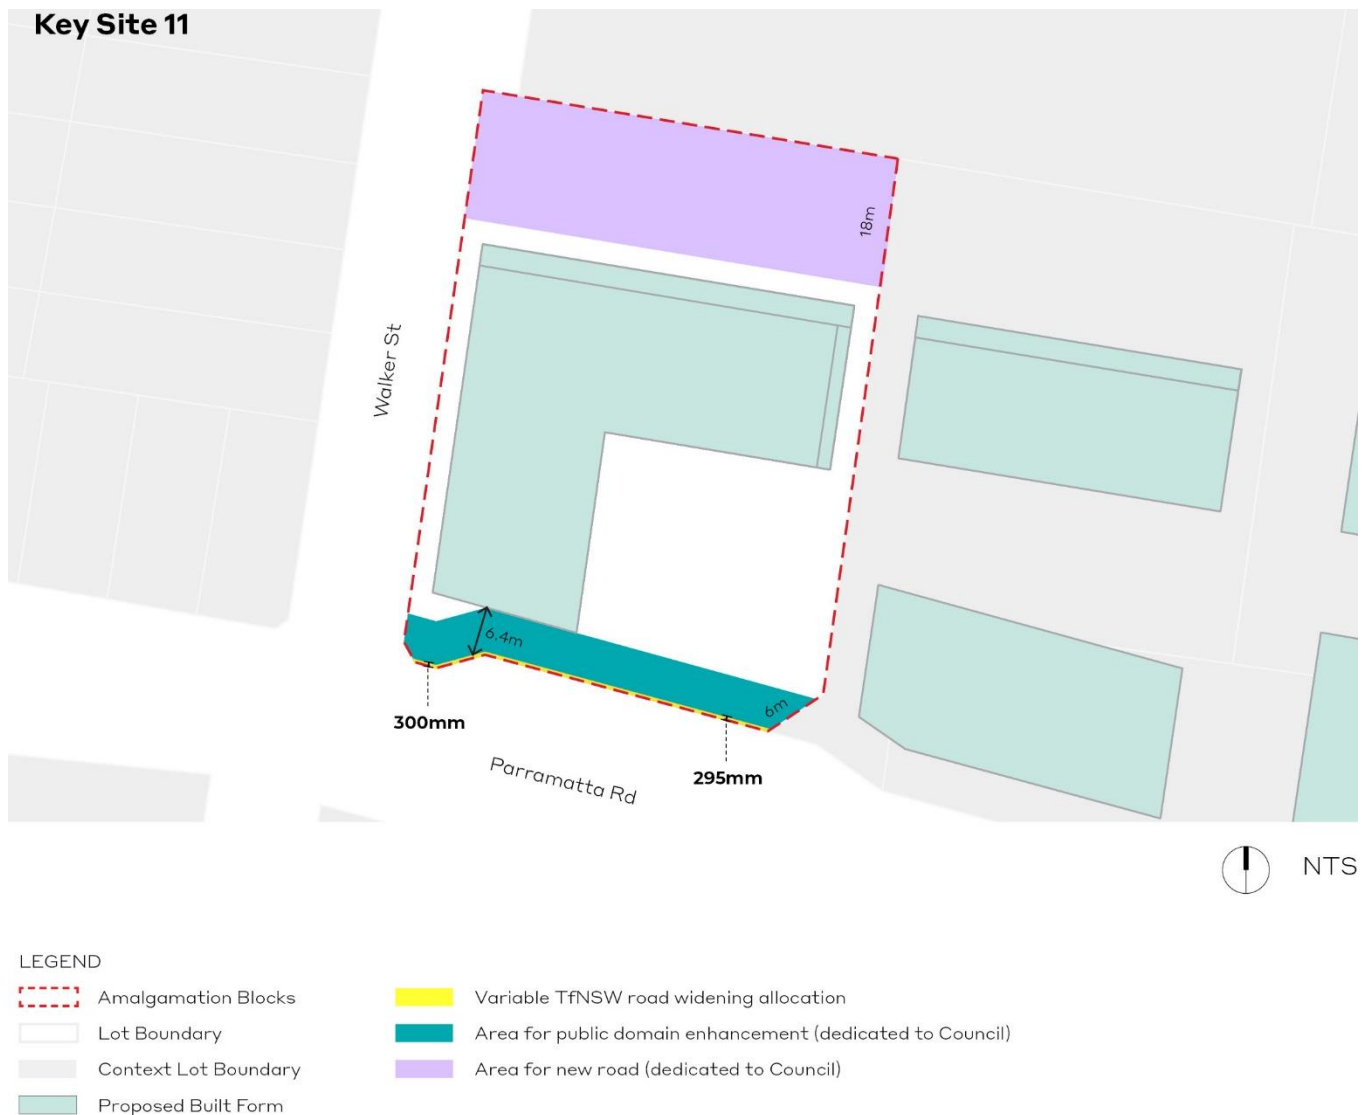 Key Site 11
18m
Walker St
6.4m
6m
300mm
295mm
Parramatta Rd
NTS
LEGEND
Amalgamation Blocks
Lot Boundary
Context Lot Boundary
Proposed Built Form
Variable TfNSW road widening allocation
Area for public domain enhancement (dedicated to Council)
Area for new road (dedicated to Council)